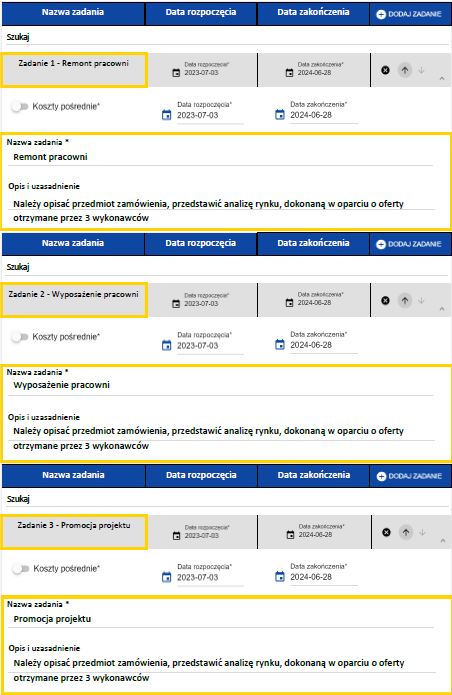 Nazwa zadania Data rozpoczęcia Data zakończenia DODAJ ZADANIE
Szukaj
Zadanie 1 - Remont pracowni Data rozpoczęcia* Data zakończenia*
2023-07-03 2024-06-28
Koszty pośrednie* Data rozpoczęcia* Data zakończenia*
2023-07-03 2024-06-28
Nazwa zadania *
Remont pracowni
Opis i uzasadnienie
Należy opisać przedmiot zamówienia, przedstawić analizę rynku, dokonaną w oparciu o oferty
otrzymane przez 3 wykonawców
Nazwa zadania Data rozpoczęcia Data zakończenia DODAJ ZADANIE
Szukaj
Zadanie 2 - Wyposażenie pracowni Data rozpoczęcia* Data zakończenia*
2023-07-03 2024-06-28
Koszty pośrednie* Data rozpoczęcia* Data zakończenia*
2023-07-03 2024-06-28
Nazwa zadania *
Wyposażenie pracowni
Opis i uzasadnienie
Należy opisać przedmiot zamówienia, przedstawić analizę rynku, dokonaną w oparciu o oferty
otrzymane przez 3 wykonawców
Nazwa zadania Data rozpoczęcia Data zakończenia DODAJ ZADANIE
Szukaj
Zadanie 3 - Promocja projektu Data rozpoczęcia* Data zakończenia*
2023-07-03 2024-06-28
Koszty pośrednie* Data rozpoczęcia* Data zakończenia*
2023-07-03 2024-06-28
Nazwa zadania *
Promocja projektu
Opis i uzasadnienie
Należy opisać przedmiot zamówienia, przedstawić analizę rynku, dokonaną w oparciu o oferty
otrzymane przez 3 wykonawców